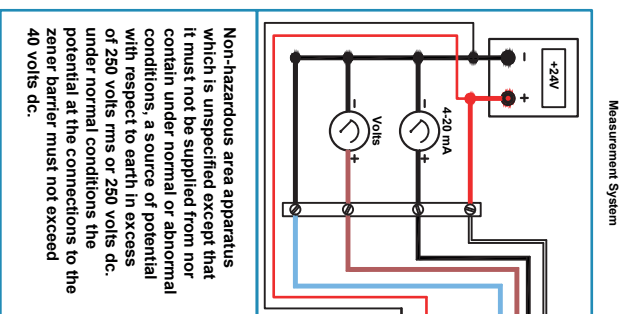 Measurement System
+24V
-
+
4-20 mA
-
+
Volts
-
+
Non-hazardous area apparatus
which is unspecified except that
it must not be supplied from nor
contain under normal or abnormal
conditions, a source of potential
with respect to earth in excess
of 250 volts rms or 250 volts dc.
under normal conditions the
potential at the connections to the
zener barrier must not exceed
40 volts dc.